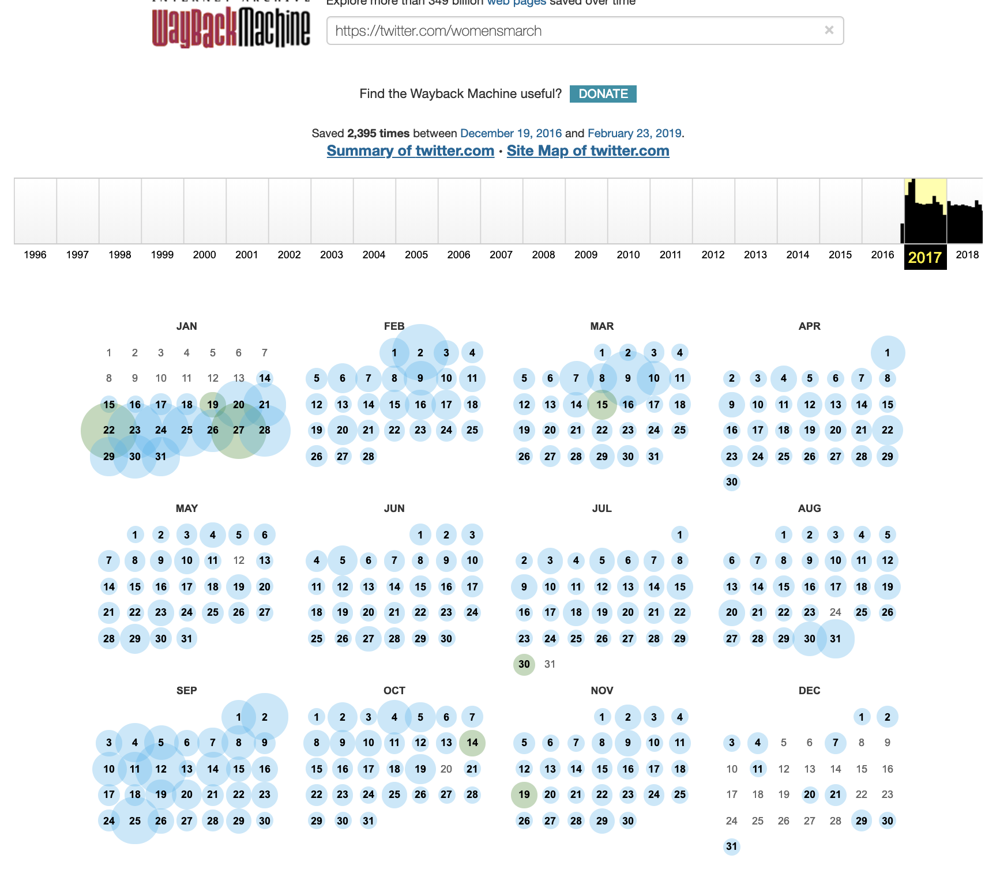 INTERNET ARCHIVE
Explore more than 349 billion web pages saved over time
WayBackMachine
https://twitter.com/womensmarch ×
Find the Wayback Machine useful? DONATE
Saved 2,395 times between December 19, 2016 and February 23, 2019.
Summary of twitter.com · Site Map of twitter.com
1996 1997 1998 1999 2000 2001 2002 2003 2004 2005 2006 2007 2008 2009 2010 2011 2012 2013 2014 2015 2016 2017 2018
JAN
1 2 3 4 5 6 7
8 9 10 11 12 13 14
15 16 17 18 19 20 21
22 23 24 25 26 27 28
29 30 31
FEB
1 2 3 4
5 6 7 8 9 10 11
12 13 14 15 16 17 18
19 20 21 22 23 24 25
26 27 28
MAR
1 2 3 4
5 6 7 8 9 10 11
12 13 14 15 16 17 18
19 20 21 22 23 24 25
26 27 28 29 30 31
APR
1
2 3 4 5 6 7 8
9 10 11 12 13 14 15
16 17 18 19 20 21 22
23 24 25 26 27 28 29
30
MAY
1 2 3 4 5 6
7 8 9 10 11 12 13
14 15 16 17 18 19 20
21 22 23 24 25 26 27
28 29 30 31
JUN
1 2 3
4 5 6 7 8 9 10
11 12 13 14 15 16 17
18 19 20 21 22 23 24
25 26 27 28 29 30
JUL
1
2 3 4 5 6 7 8
9 10 11 12 13 14 15
16 17 18 19 20 21 22
23 24 25 26 27 28 29
30 31
AUG
1 2 3 4 5
6 7 8 9 10 11 12
13 14 15 16 17 18 19
20 21 22 23 24 25 26
27 28 29 30 31
SEP
1 2
3 4 5 6 7 8 9
10 11 12 13 14 15 16
17 18 19 20 21 22 23
24 25 26 27 28 29 30
OCT
1 2 3 4 5 6 7
8 9 10 11 12 13 14
15 16 17 18 19 20 21
22 23 24 25 26 27 28
29 30 31
NOV
1 2 3 4
5 6 7 8 9 10 11
12 13 14 15 16 17 18
19 20 21 22 23 24 25
26 27 28 29 30
DEC
1 2
3 4 5 6 7 8 9
10 11 12 13 14 15 16
17 18 19 20 21 22 23
24 25 26 27 28 29 30
31